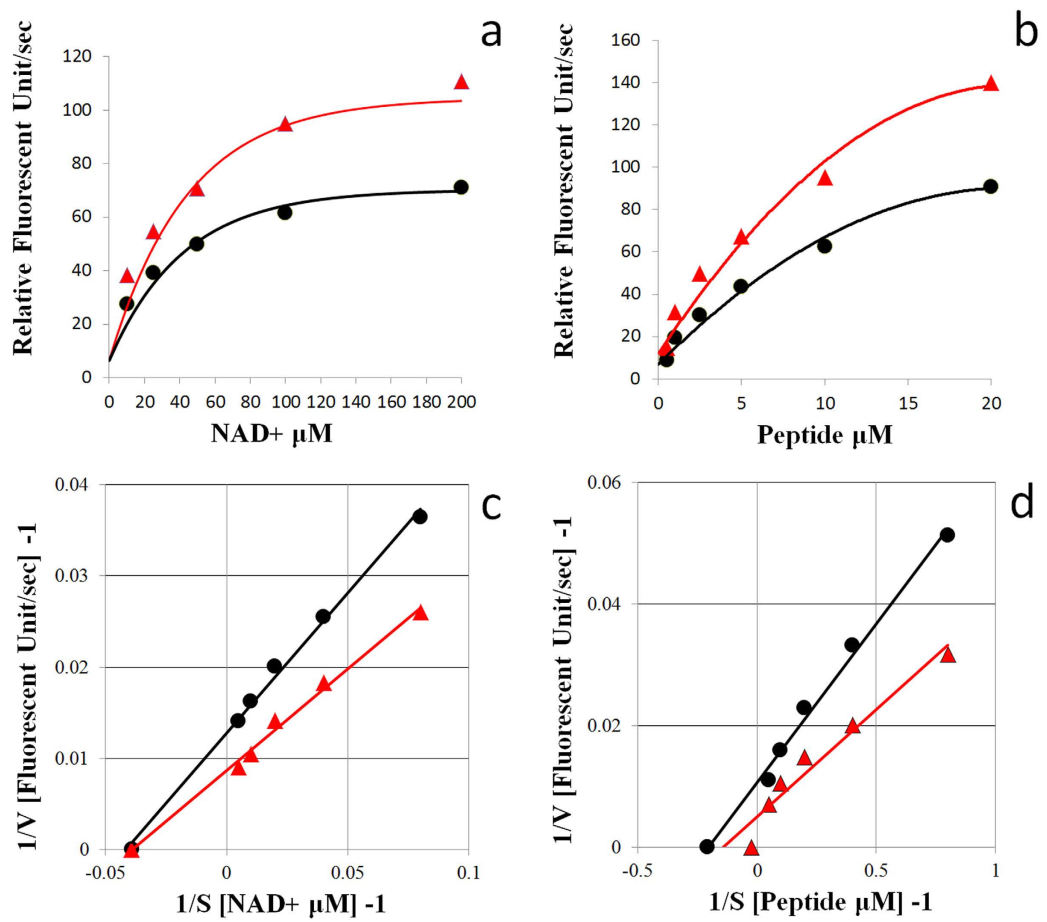 a
Relative Fluorescent Unit/sec
120
100
80
60
40
20
0
0 20 40 60 80 100 120 140 160 180 200
NAD+ µM
b
Relative Fluorescent Unit/sec
160
140
120
100
80
60
40
20
0
0 5 10 15 20
Peptide µM
c
1/V [Fluorescent Unit/sec] -1
0.04
0.03
0.02
0.01
0
-0.05 0 0.05 0.1
1/S [NAD+ µM] -1
d
1/V [Fluorescent Unit/sec] -1
0.06
0.04
0.02
0
-0.5 0 0.5 1
1/S [Peptide µM] -1